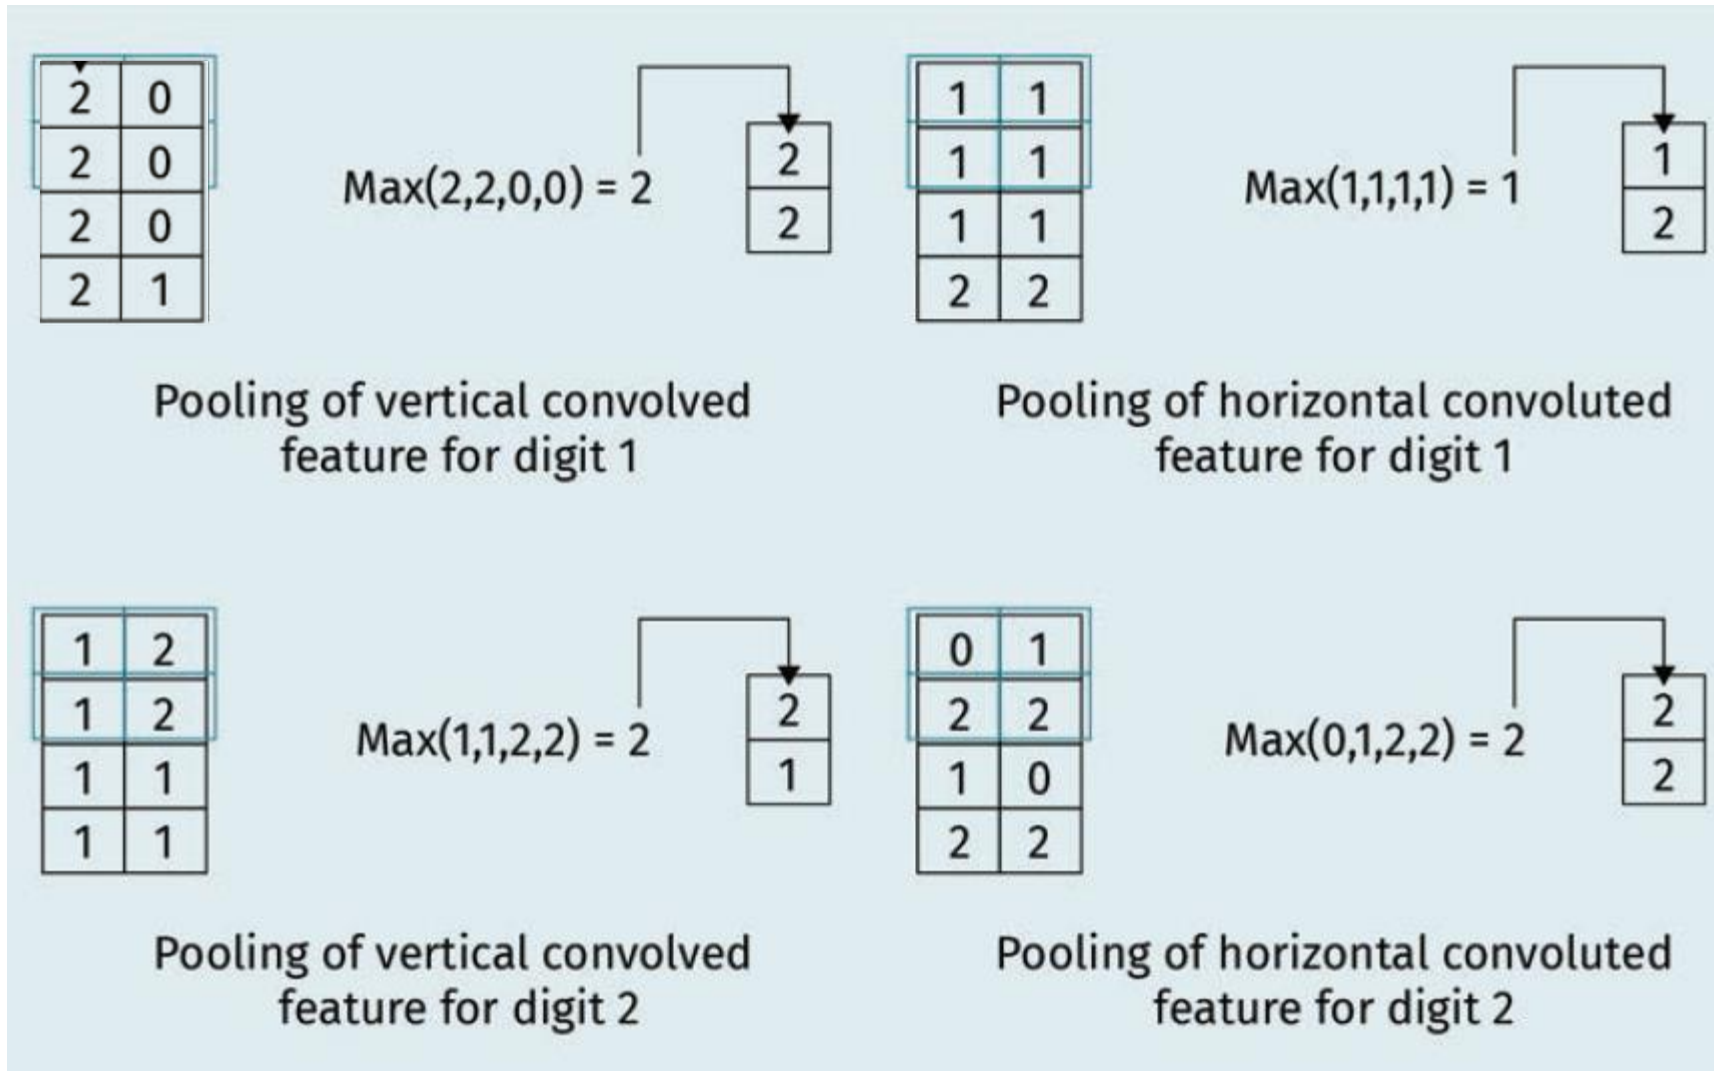 2 0
2 0
2 0
2 1
Max(2,2,0,0) = 2
2
2
Pooling of vertical convolved
feature for digit 1
1 1
1 1
1 1
2 2
Max(1,1,1,1) = 1
1
2
Pooling of horizontal convoluted
feature for digit 1
1 2
1 2
1 1
1 1
Max(1,1,2,2) = 2
2
1
Pooling of vertical convolved
feature for digit 2
0 1
2 2
1 0
2 2
Max(0,1,2,2) = 2
2
2
Pooling of horizontal convoluted
feature for digit 2